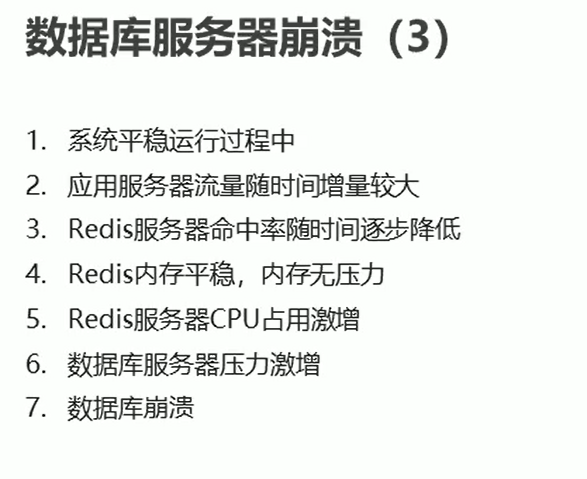 数据库服务器崩溃（3）
1. 系统平稳运行过程中
2. 应用服务器流量随时间增量较大
3. Redis服务器命中率随时间逐步降低
4. Redis内存平稳，内存无压力
5. Redis服务器CPU占用激增
6. 数据库服务器压力激增
7. 数据库崩溃